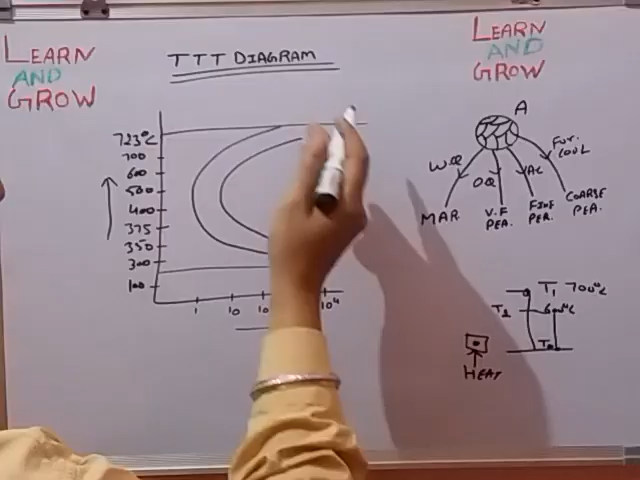 LEARN
AND
GROW
TTT DIAGRAM
LEARN
AND
GROW
723°C
700
600
500
400
375
350
300
100
1
10
10⁴
A
WQ
OQ
AC
FUR.
COOL
MAR.
V.F
PEA.
FINE
PER.
COARSE
PEA.
T₁ 700°C
HEAT